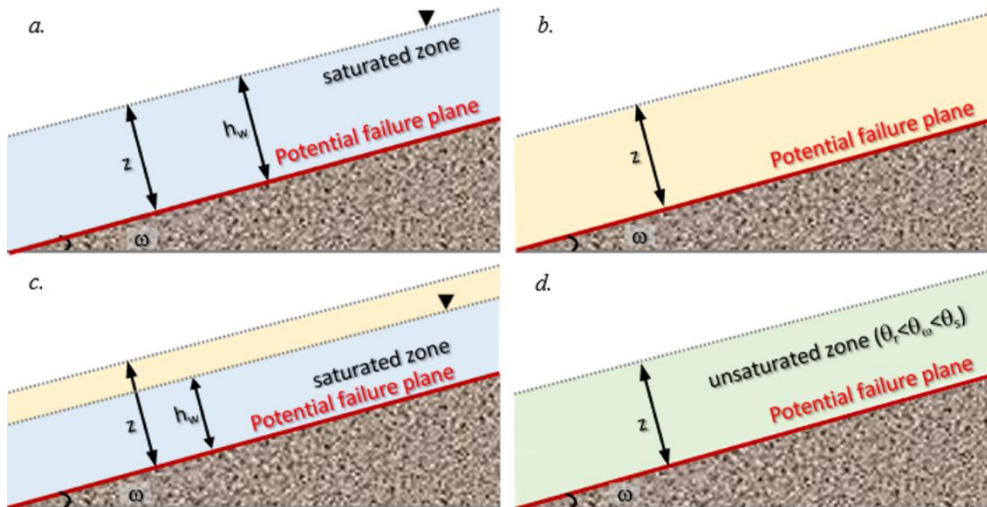 a.
saturated zone
z
hw
Potential failure plane
ω
b.
z
Potential failure plane
ω
c.
saturated zone
z
hw
Potential failure plane
ω
d.
unsaturated zone (θr<θω<θs)
z
Potential failure plane
ω